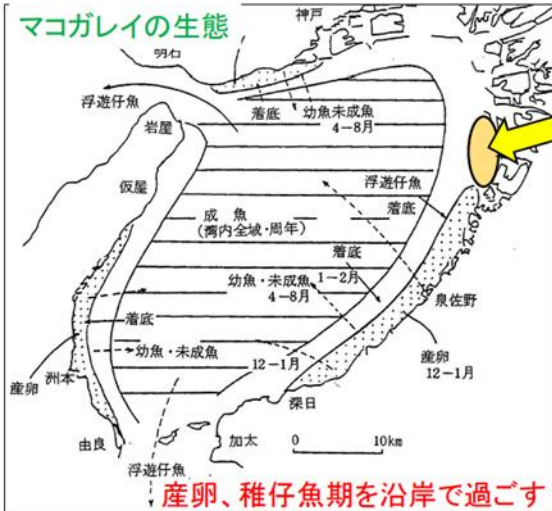 マコガレイの生態
神戸
明石
浮遊仔魚
着底
幼魚未成魚
4-8月
岩屋
仮屋
浮遊仔魚
着底
成魚
(湾内全域・周年)
着底
1-2月
幼魚・未成魚
4-8月
泉佐野
着底
幼魚・未成魚
12-1月
産卵
12-1月
産卵
洲本
深日
由良
加太
0 10km
浮遊仔魚
産卵、稚仔魚期を沿岸で過ごす